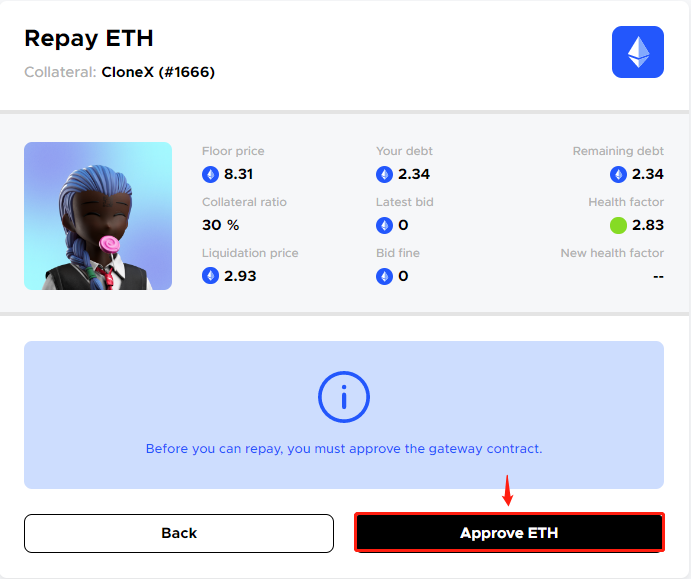 Repay ETH
Collateral: CloneX (#1666)
Floor price
8.31
Your debt
2.34
Remaining debt
2.34
Collateral ratio
30 %
Latest bid
0
Health factor
2.83
Liquidation price
2.93
Bid fine
0
New health factor
--
Before you can repay, you must approve the gateway contract.
Back
Approve ETH